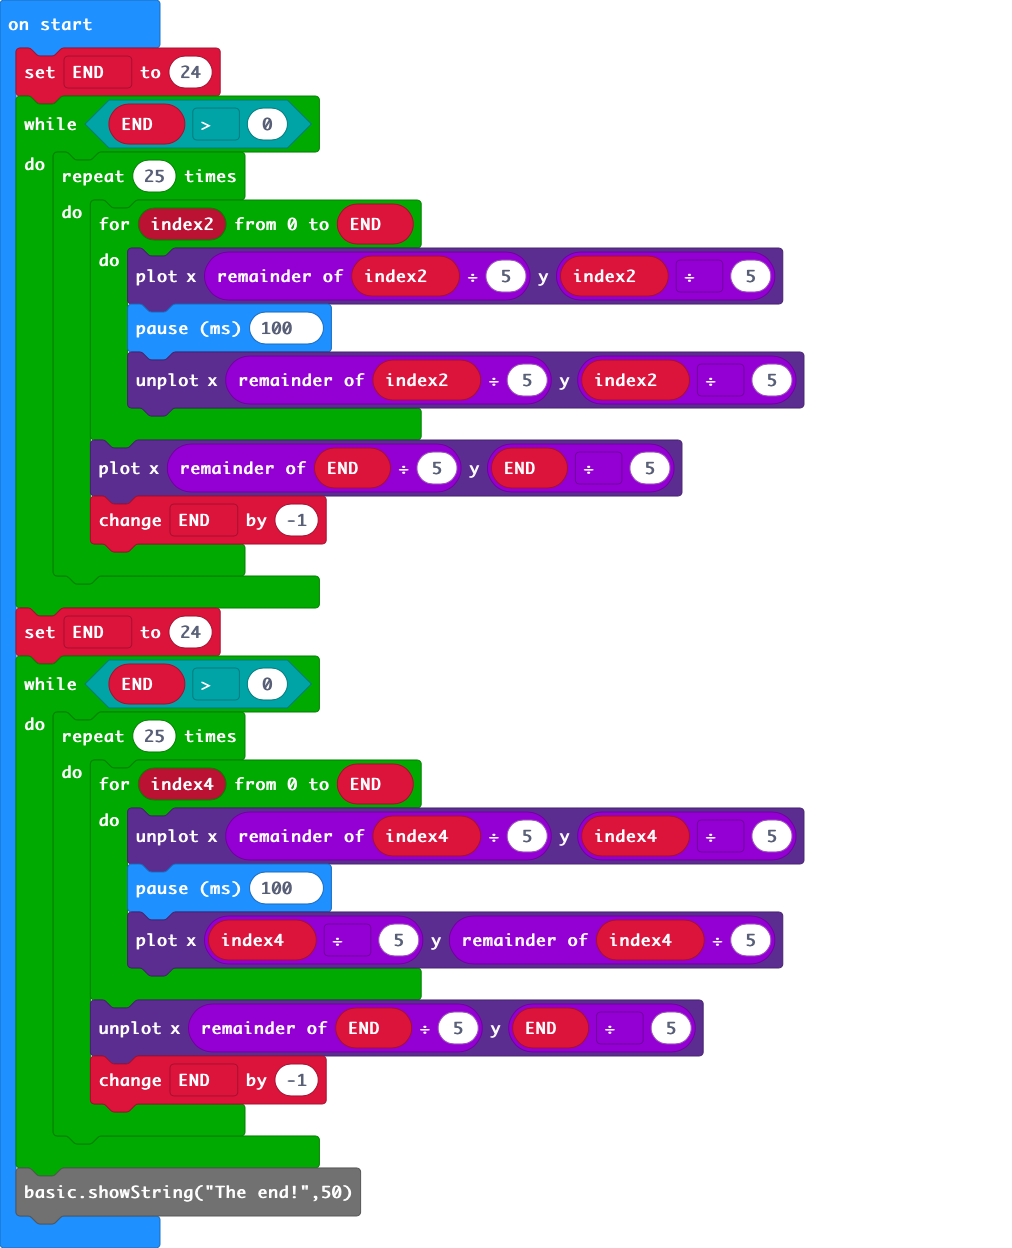 on start
set END to 24
while END > 0
do repeat 25 times
do for index2 from 0 to END
do plot x remainder of index2 ÷ 5 y index2 ÷ 5
pause (ms) 100
unplot x remainder of index2 ÷ 5 y index2 ÷ 5
plot x remainder of END ÷ 5 y END ÷ 5
change END by -1
set END to 24
while END > 0
do repeat 25 times
do for index4 from 0 to END
do unplot x remainder of index4 ÷ 5 y index4 ÷ 5
pause (ms) 100
plot x index4 ÷ 5 y remainder of index4 ÷ 5
unplot x remainder of END ÷ 5 y END ÷ 5
change END by -1
basic.showString("The end!",50)